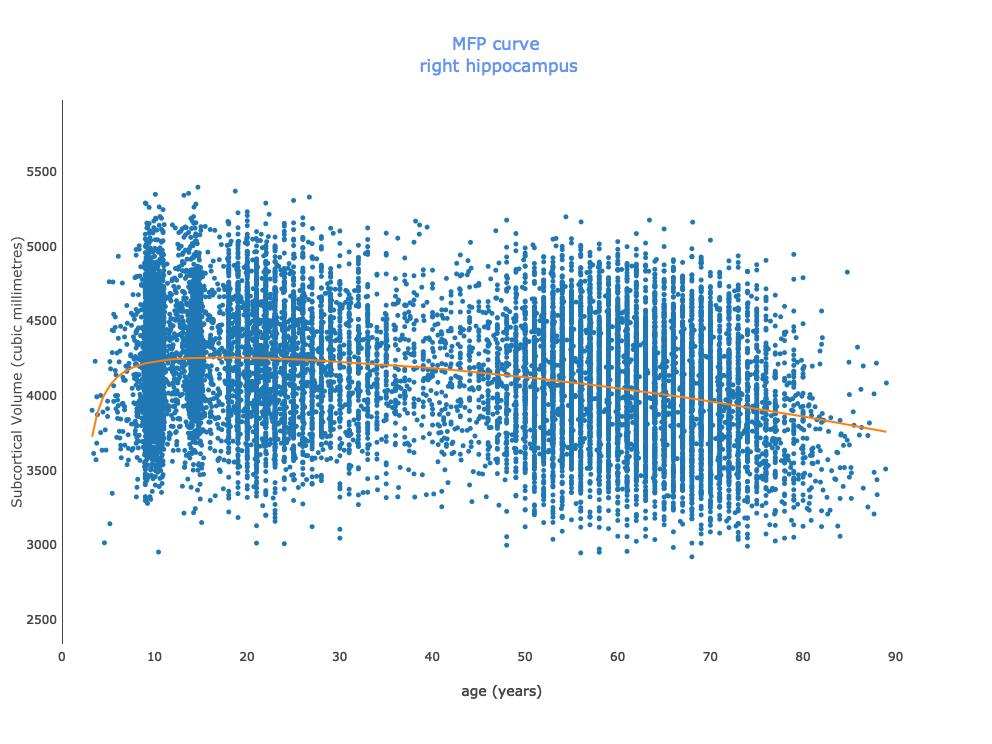 MFP curve
right hippocampus
Subcortical Volume (cubic millimetres)
5500
5000
4500
4000
3500
3000
2500
0 10 20 30 40 50 60 70 80 90
age (years)